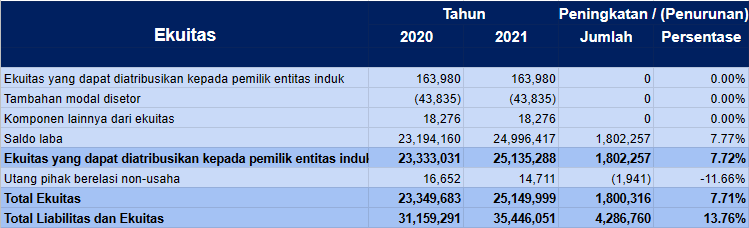 Ekuitas Tahun Peningkatan / (Penurunan)
2020 2021 Jumlah Persentase
Ekuitas yang dapat diatribusikan kepada pemilik entitas induk 163,980 163,980 0 0.00%
Tambahan modal disetor (43,835) (43,835) 0 0.00%
Komponen lainnya dari ekuitas 18,276 18,276 0 0.00%
Saldo laba 23,194,160 24,996,417 1,802,257 7.77%
Ekuitas yang dapat diatribusikan kepada pemilik entitas induk 23,333,031 25,135,288 1,802,257 7.72%
Utang pihak berelasi non-usaha 16,652 14,711 (1,941) -11.66%
Total Ekuitas 23,349,683 25,149,999 1,800,316 7.71%
Total Liabilitas dan Ekuitas 31,159,291 35,446,051 4,286,760 13.76%